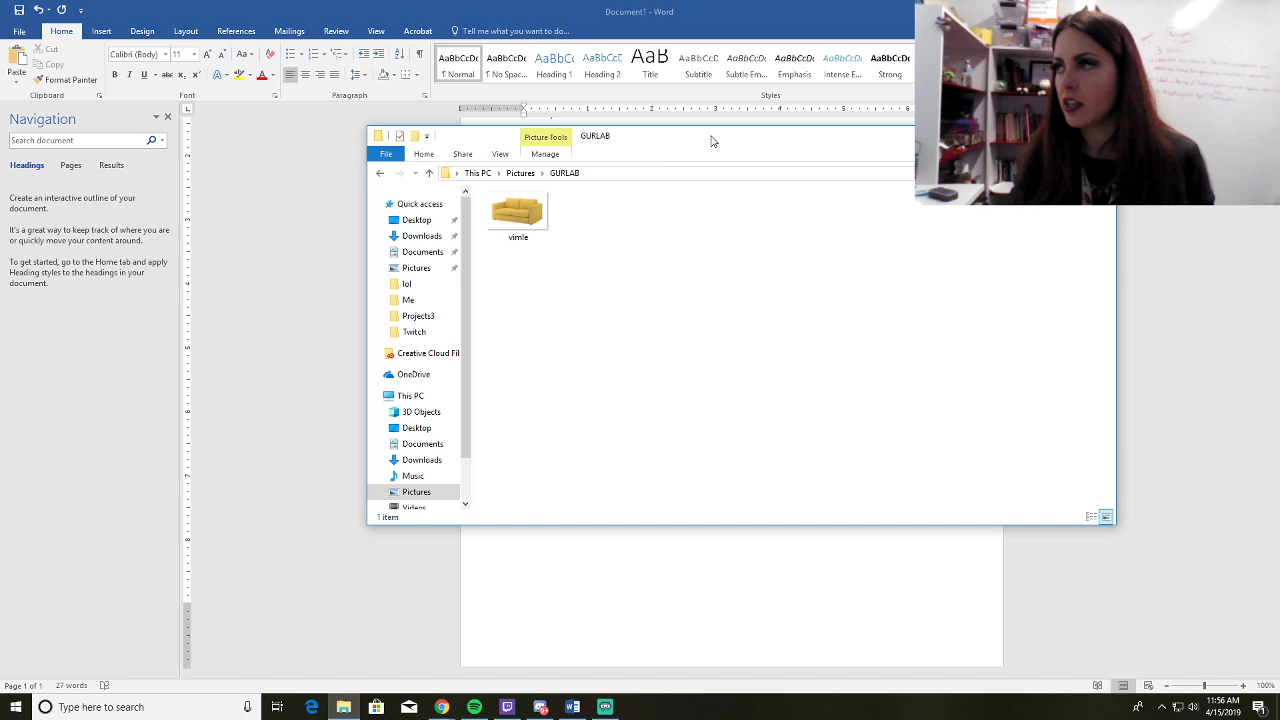 Document1 - Word
File Home Insert Design Layout References Mailings Review View Acrobat Tell me what you want to do...
Paste
Cut
Copy
Format Painter
Clipboard
Calibri (Body) 11
Font
Paragraph
AaBbCcDc AaBbCcDc AaBbCc AaBbCcC AaB AaBbCcC AaBbCcDc AaBbCcDc AaBbCcDc AaBbCcDc
¶ Normal ¶ No Spac... Heading 1 Heading 2 Title Subtitle Subtle Em... Emphasis Intense E...
Styles
Navigation
Search document
Headings Pages Results
Create an interactive outline of your
document.
It's a great way to keep track of where you are
or quickly move your content around.
To get started, go to the Home tab and apply
Heading styles to the headings in your
document.
Picture Tools GURLAB
File Home Share View Manage
This PC Pictures GURLAB
Quick access
Desktop
Downloads
Documents
Pictures
lol
Me
Projects3
Twitch
Creative Cloud Fil
OneDrive
This PC
3D Objects
Desktop
Documents
Downloads
Music
Pictures
Videos
vimle
1 item
Page 1 of 1 27 words
100%
Type here to search
11:56 AM
4/15/2019